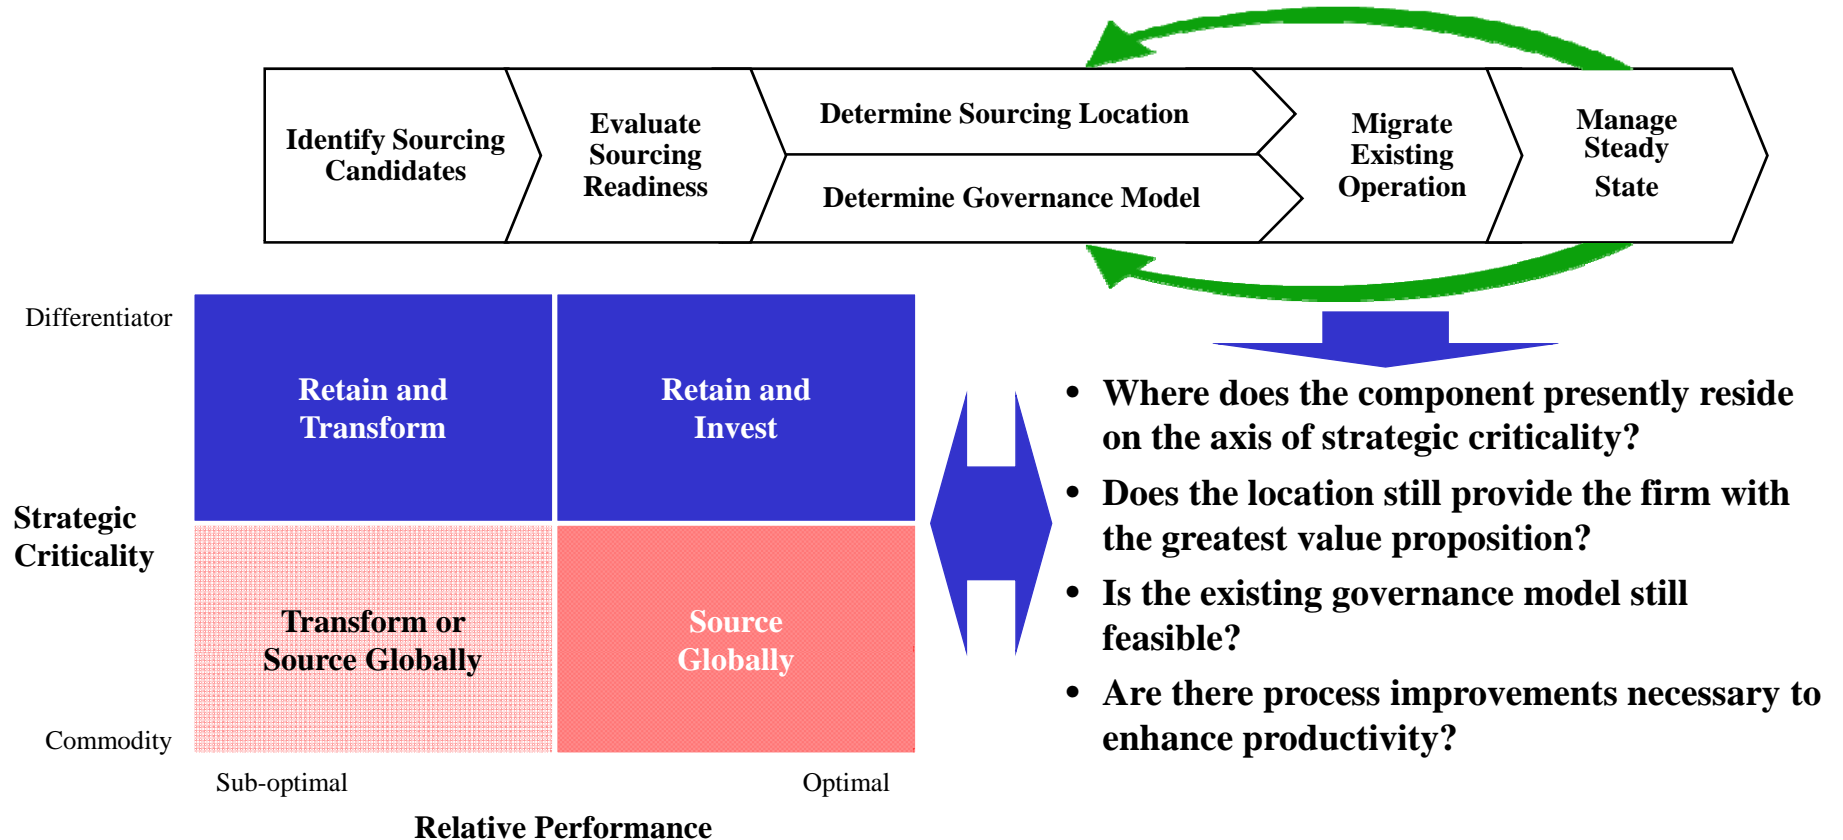 Identify Sourcing
Candidates
Evaluate
Sourcing
Readiness
Determine Sourcing Location
Determine Governance Model
Migrate
Existing
Operation
Manage
Steady
State
Differentiator
Strategic
Criticality
Commodity
Retain and
Transform
Retain and
Invest
Transform or
Source Globally
Source
Globally
Sub-optimal
Optimal
Relative Performance
• Where does the component presently reside
on the axis of strategic criticality?
• Does the location still provide the firm with
the greatest value proposition?
• Is the existing governance model still
feasible?
• Are there process improvements necessary to
enhance productivity?